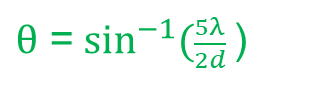 θ = sin⁻¹(5λ/2d)